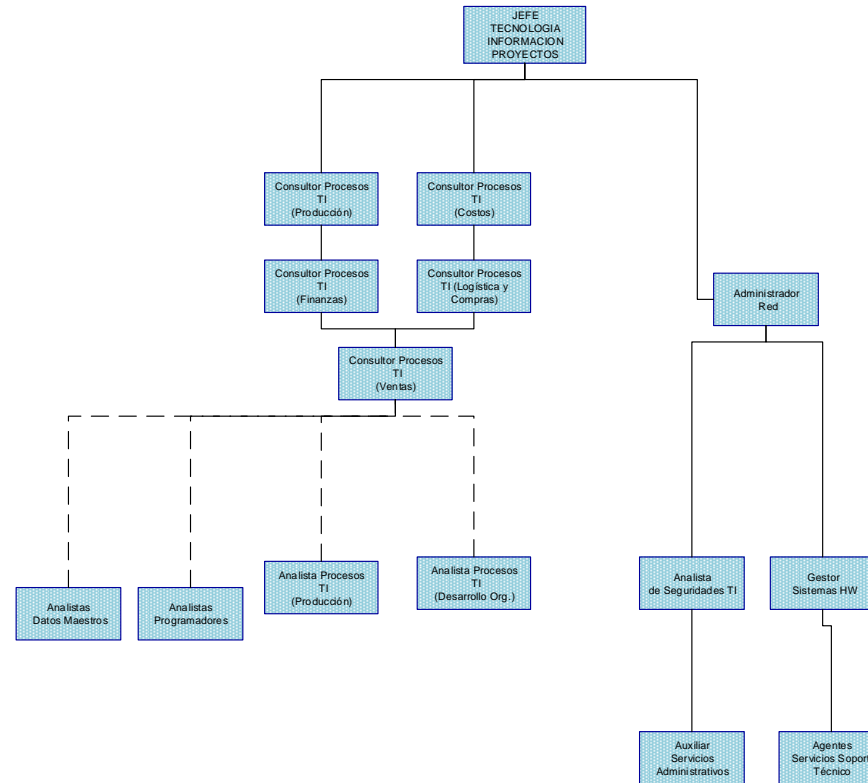 JEFE
TECNOLOGIA
INFORMACION
PROYECTOS
Consultor Procesos
TI
(Producción)
Consultor Procesos
TI
(Costos)
Consultor Procesos
TI
(Finanzas)
Consultor Procesos
TI (Logística y
Compras)
Administrador
Red
Consultor Procesos
TI
(Ventas)
Analistas
Datos Maestros
Analistas
Programadores
Analista Procesos
TI
(Producción)
Analista Procesos
TI
(Desarrollo Org.)
Analista
de Seguridades TI
Gestor
Sistemas HW
Auxiliar
Servicios
Administrativos
Agentes
Servicios Soport
Técnico